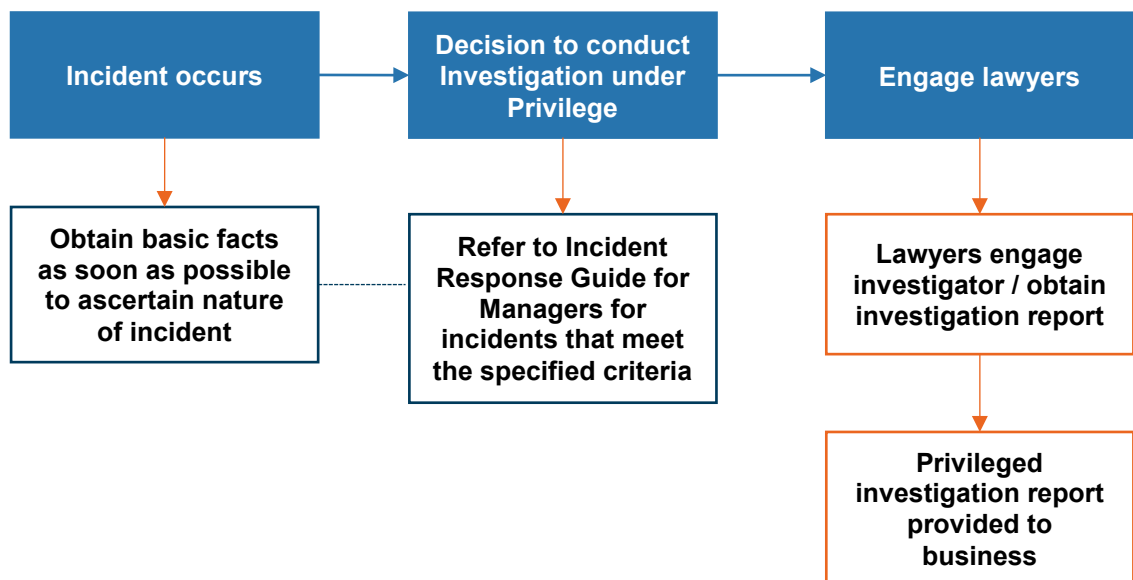 Incident occurs
Decision to conduct
Investigation under
Privilege
Engage lawyers
Obtain basic facts
as soon as possible
to ascertain nature
of incident
Refer to Incident
Response Guide for
Managers for
incidents that meet
the specified criteria
Lawyers engage
investigator / obtain
investigation report
Privileged
investigation report
provided to
business